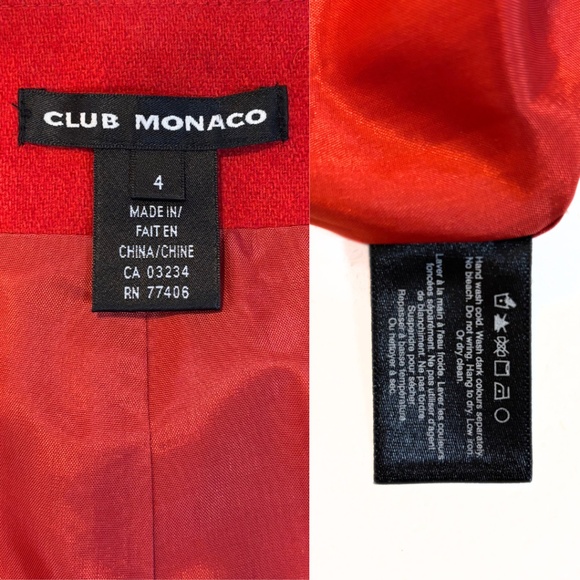 CLUB MONACO
4
MADE IN/
FAIT EN
CHINA/CHINE
CA 03234
RN 77406
Hand wash cold. Wash dark colours separately.
No bleach. Do not wring. Hang to dry. Low iron.
Or dry clean.
Laver à la main à l'eau froide. Laver les couleurs
foncées séparément. Ne pas utiliser d'agent
de blanchiment. Ne pas tordre
Suspendre pour sécher.
Repasser à basse température
Ou nettoyer à sec.